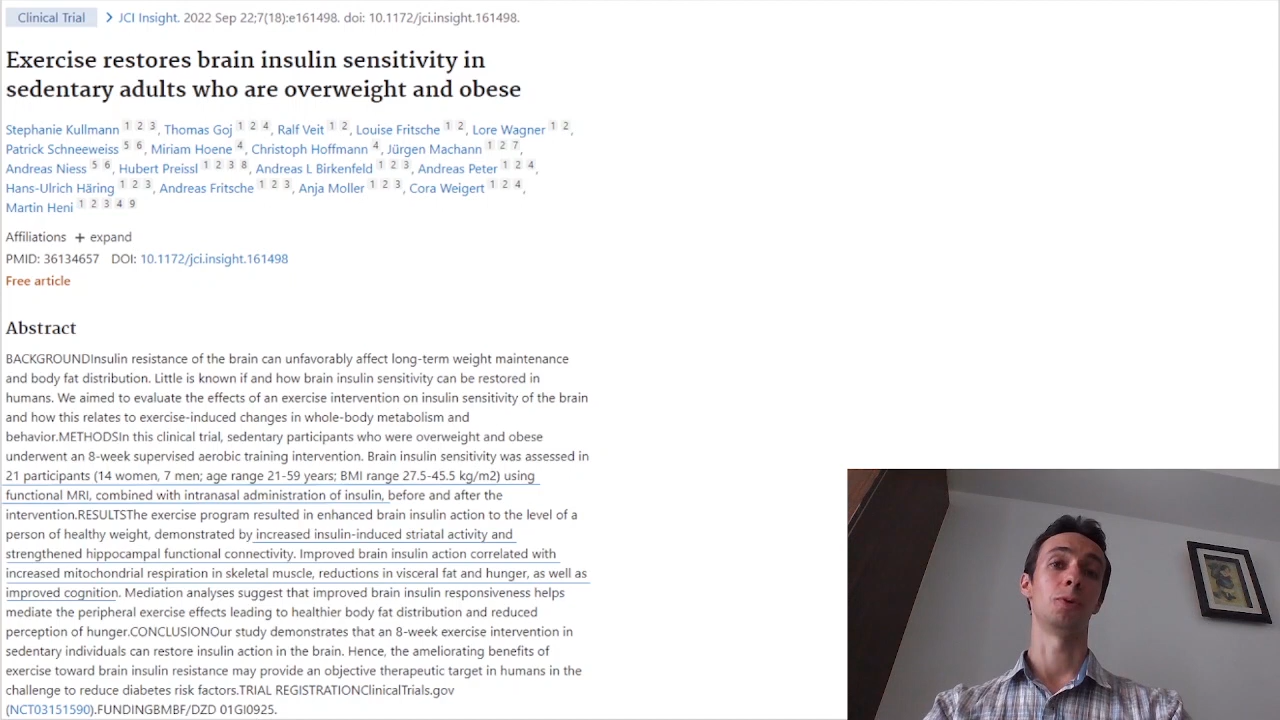 Clinical Trial > JCI Insight. 2022 Sep 22;7(18):e161498. doi: 10.1172/jci.insight.161498.
Exercise restores brain insulin sensitivity in
sedentary adults who are overweight and obese
Stephanie Kullmann 1 2 3, Thomas Goj 1 2 4, Ralf Veit 1 2, Louise Fritsche 1 2, Lore Wagner 1 2,
Patrick Schneeweiss 5 6, Miriam Hoene 4, Christoph Hoffmann 4, Jürgen Machann 1 2 7,
Andreas Niess 5 6, Hubert Preissl 1 2 3 8, Andreas L Birkenfeld 1 2 3, Andreas Peter 1 2 4,
Hans-Ulrich Häring 1 2 3, Andreas Fritsche 1 2 3, Anja Moller 1 2 3, Cora Weigert 1 2 4,
Martin Heni 1 2 3 4 9
Affiliations + expand
PMID: 36134657 DOI: 10.1172/jci.insight.161498
Free article
Abstract
BACKGROUNDInsulin resistance of the brain can unfavorably affect long-term weight maintenance
and body fat distribution. Little is known if and how brain insulin sensitivity can be restored in
humans. We aimed to evaluate the effects of an exercise intervention on insulin sensitivity of the brain
and how this relates to exercise-induced changes in whole-body metabolism and
behavior.METHODSIn this clinical trial, sedentary participants who were overweight and obese
underwent an 8-week supervised aerobic training intervention. Brain insulin sensitivity was assessed in
21 participants (14 women, 7 men; age range 21-59 years; BMI range 27.5-45.5 kg/m2) using
functional MRI, combined with intranasal administration of insulin, before and after the
intervention.RESULTSThe exercise program resulted in enhanced brain insulin action to the level of a
person of healthy weight, demonstrated by increased insulin-induced striatal activity and
strengthened hippocampal functional connectivity. Improved brain insulin action correlated with
increased mitochondrial respiration in skeletal muscle, reductions in visceral fat and hunger, as well as
improved cognition. Mediation analyses suggest that improved brain insulin responsiveness helps
mediate the peripheral exercise effects leading to healthier body fat distribution and reduced
perception of hunger.CONCLUSIONOur study demonstrates that an 8-week exercise intervention in
sedentary individuals can restore insulin action in the brain. Hence, the ameliorating benefits of
exercise toward brain insulin resistance may provide an objective therapeutic target in humans in the
challenge to reduce diabetes risk factors.TRIAL REGISTRATIONClinicalTrials.gov
(NCT03151590).FUNDINGBMBF/DZD 01GI0925.